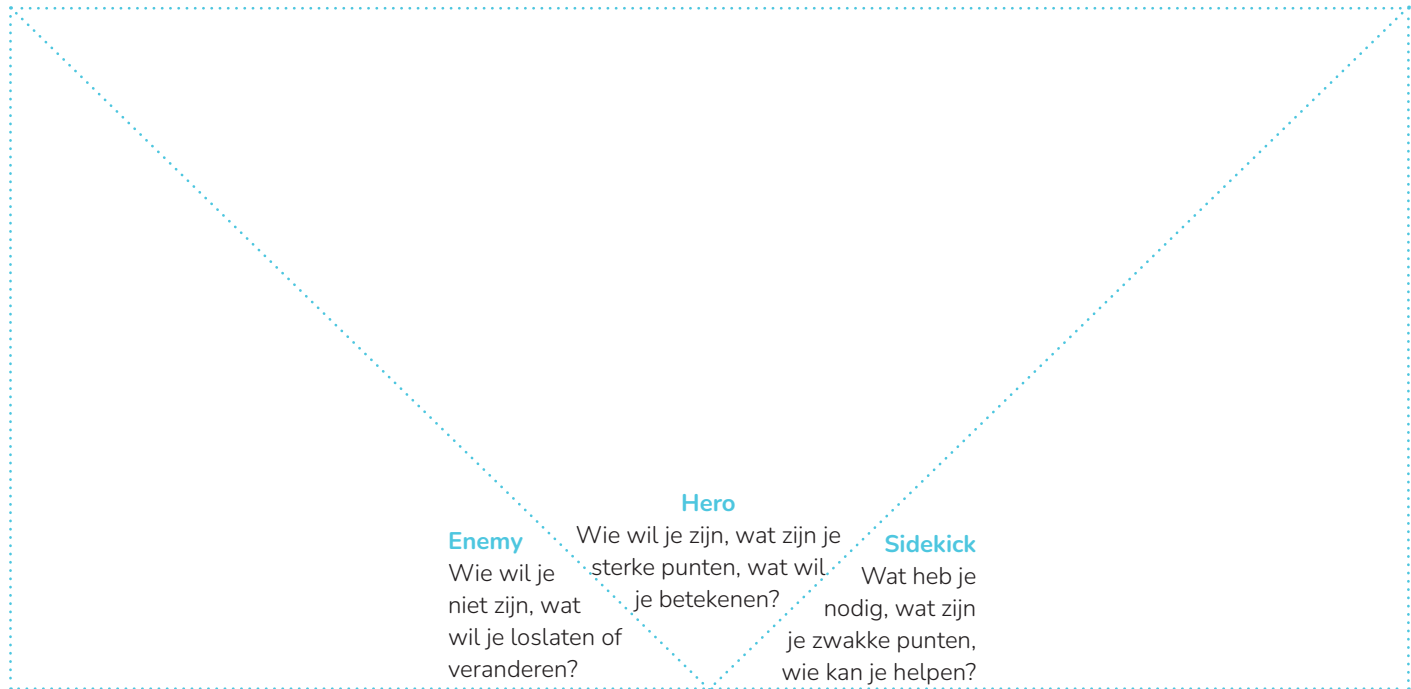 Hero
Wie wil je zijn, wat zijn je
sterke punten, wat wil
je betekenen?
Enemy
Wie wil je
niet zijn, wat
wil je loslaten of
veranderen?
Sidekick
Wat heb je
nodig, wat zijn
je zwakke punten,
wie kan je helpen?